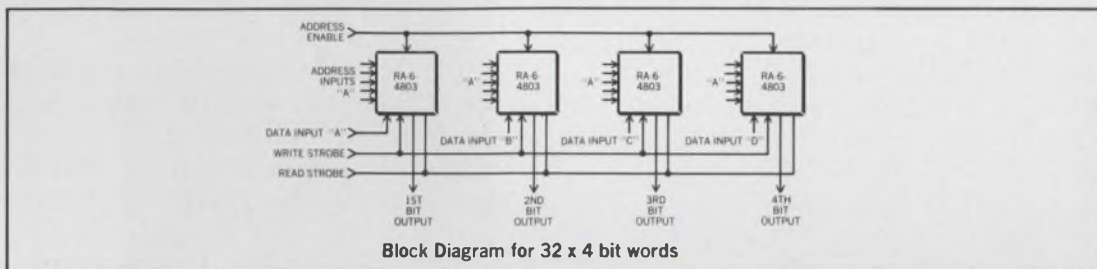 ADDRESS
ENABLE
ADDRESS
INPUTS
"A"
RA-6-
4803
"A"
RA-6-
4803
"A"
RA-6-
4803
"A"
RA-6-
4803
DATA INPUT "A"
DATA INPUT "B"
DATA INPUT "C"
DATA INPUT "D"
WRITE STROBE
READ STROBE
1ST
BIT
OUTPUT
2ND
BIT
OUTPUT
3RD
BIT
OUTPUT
4TH
BIT
OUTPUT
Block Diagram for 32 x 4 bit words